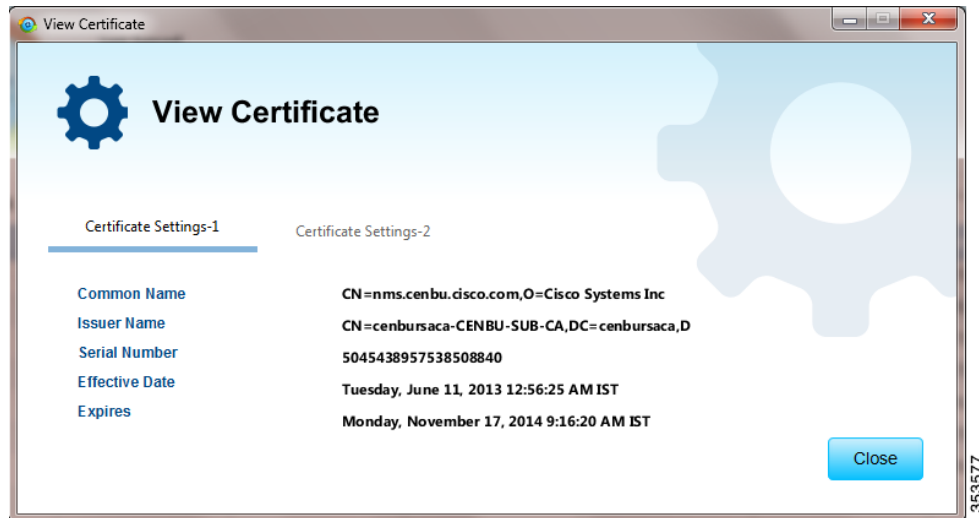 View Certificate
View Certificate
Certificate Settings-1
Certificate Settings-2
Common Name CN=nms.cenbu.cisco.com,O=Cisco Systems Inc
Issuer Name CN=cenbursaca-CENBU-SUB-CA,DC=cenbursaca,D
Serial Number 5045438957538508840
Effective Date Tuesday, June 11, 2013 12:56:25 AM IST
Expires Monday, November 17, 2014 9:16:20 AM IST
Close
353577